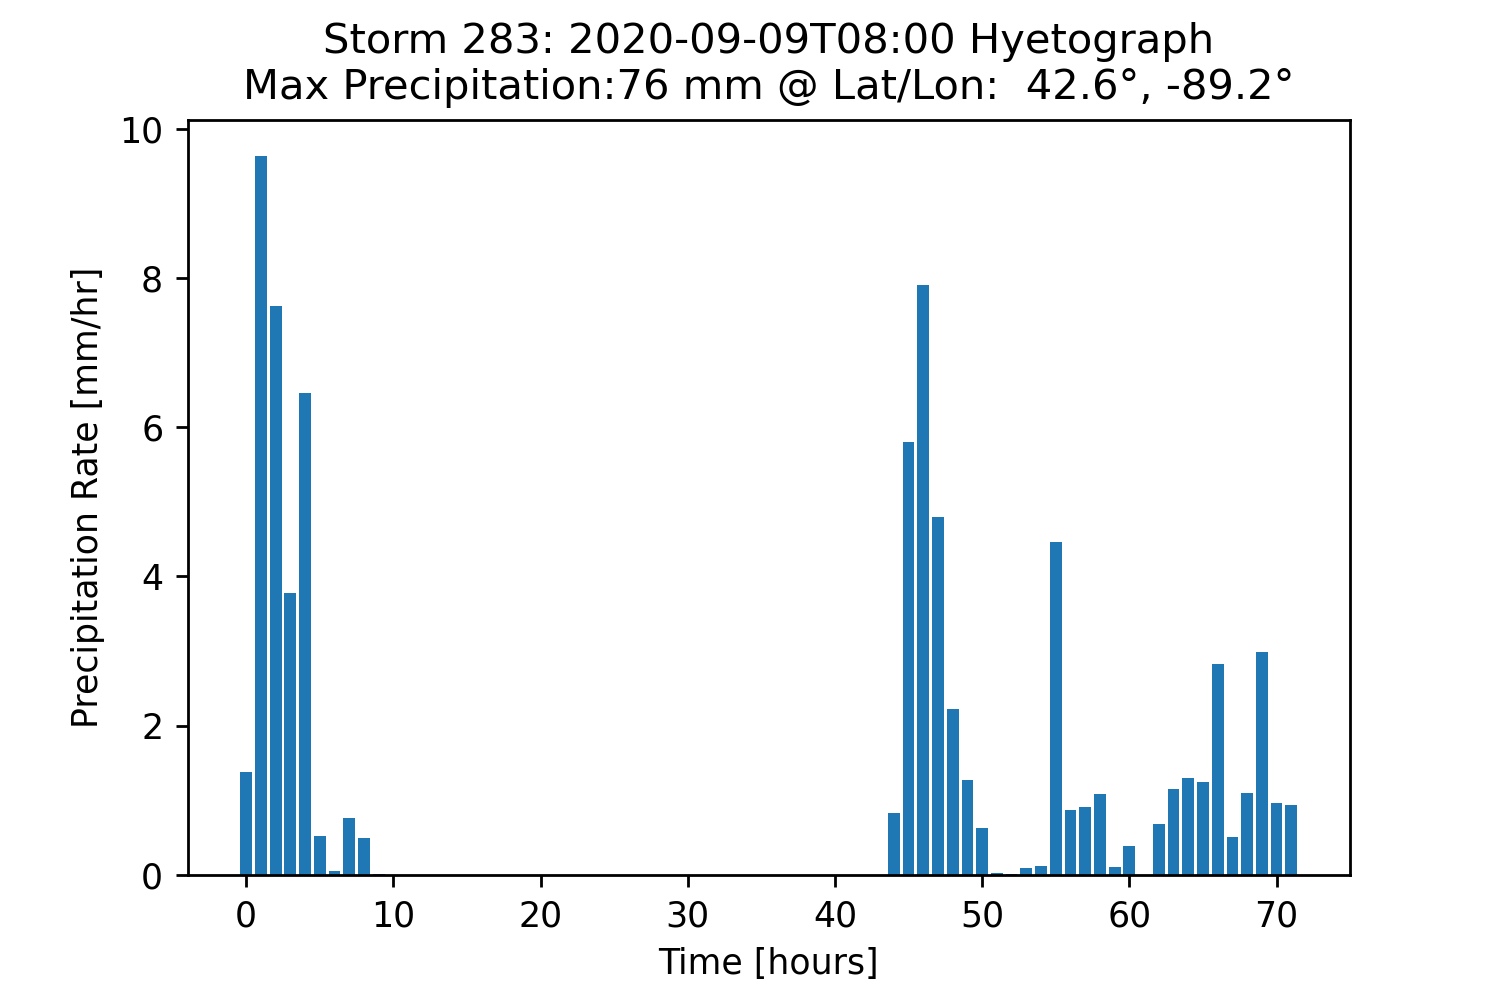 Storm 283: 2020-09-09T08:00 Hyetograph
Max Precipitation:76 mm @ Lat/Lon:  42.6°, -89.2°
10
8
6
4
2
0
Precipitation Rate [mm/hr]
0 10 20 30 40 50 60 70
Time [hours]